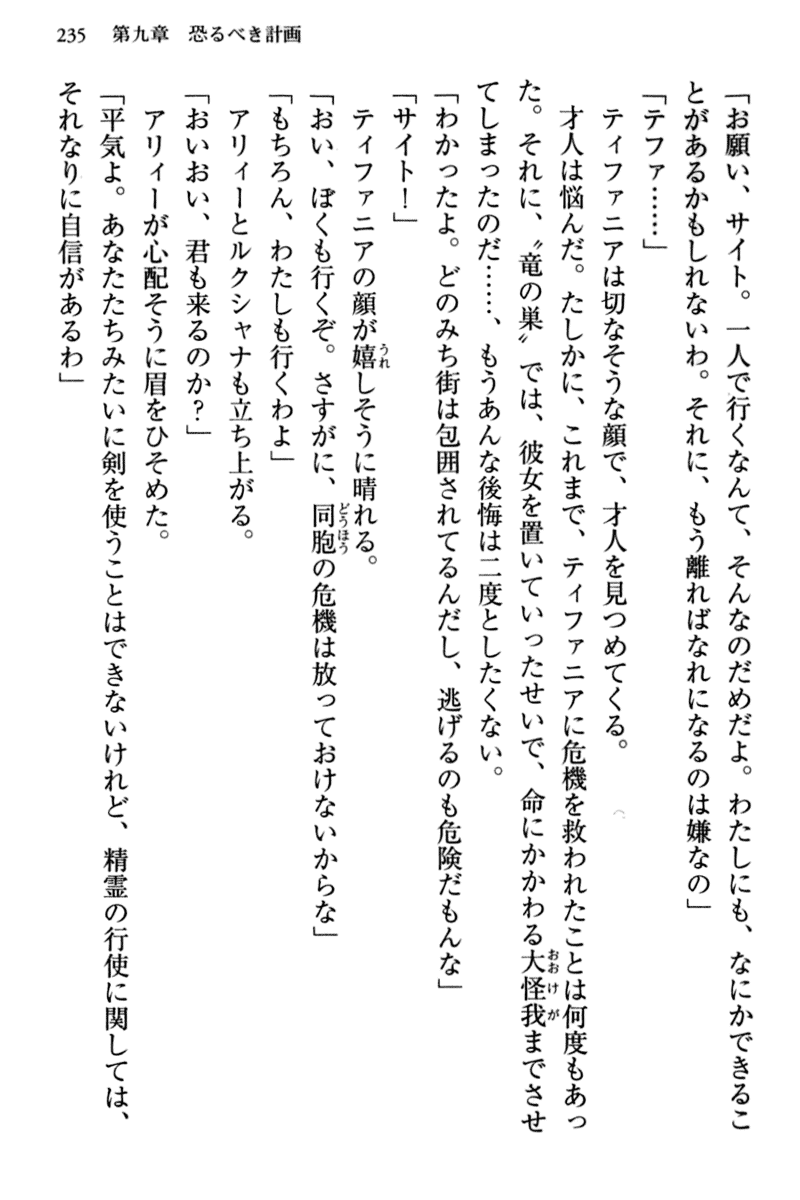 235　第九章　恐るべき計画
「お願い、サイト。一人で行くなんて、そんなのだめだよ。わたしにも、なにかできるこ
とがあるかもしれないわ。それに、もう離ればなれになるのは嫌なの」
「テファ……」
　ティファニアは切なそうな顔で、才人を見つめてくる。
　才人は悩んだ。たしかに、これまで、ティファニアに危機を救われたことは何度もあっ
た。それに、〝竜の巣〟では、彼女を置いていったせいで、命にかかわる大怪我までさせ
てしまったのだ……、もうあんな後悔は二度としたくない。
「わかったよ。どのみち街は包囲されてるんだし、逃げるのも危険だもんな」
「サイト！」
　ティファニアの顔が嬉しそうに晴れる。
「おい、ぼくも行くぞ。さすがに、同胞の危機は放っておけないからな」
「もちろん、わたしも行くわよ」
　アリィーとルクシャナも立ち上がる。
「おいおい、君も来るのか？」
　アリィーが心配そうに眉をひそめた。
「平気よ。あなたたちみたいに剣を使うことはできないけれど、精霊の行使に関しては、
それなりに自信があるわ」